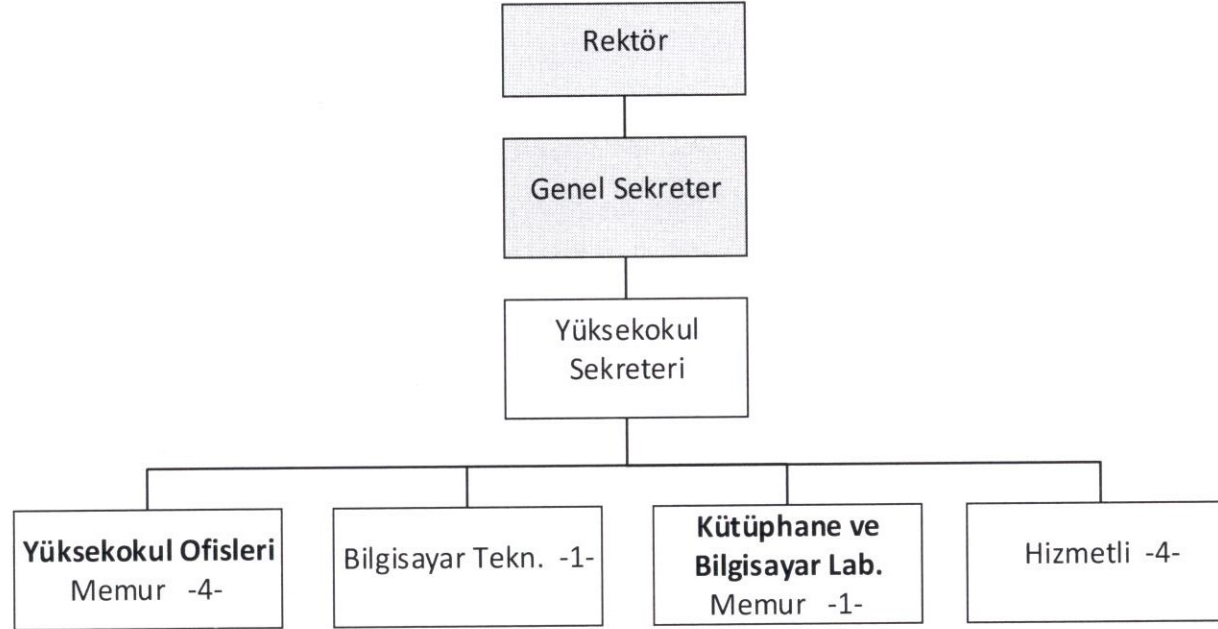 Rektör
Genel Sekreter
Yüksekokul
Sekreteri
Yüksekokul Ofisleri
Memur -4-
Bilgisayar Tekn. -1-
Kütüphane ve
Bilgisayar Lab.
Memur -1-
Hizmetli -4-